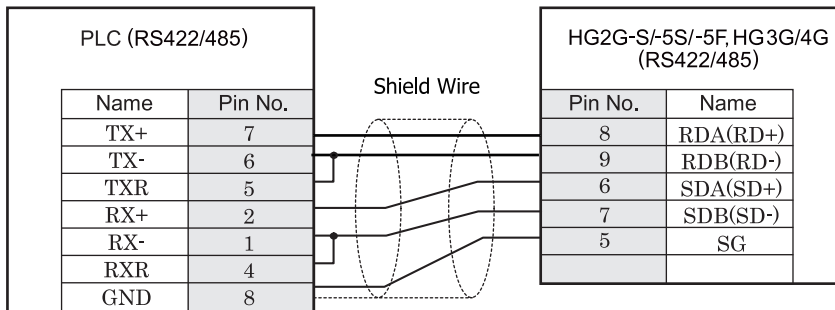 PLC (RS422/485)
HG2G-S/-5S/-5F, HG3G/4G
(RS422/485)
Shield Wire
Name Pin No.
TX+ 7
TX- 6
TXR 5
RX+ 2
RX- 1
RXR 4
GND 8
Pin No. Name
8 RDA(RD+)
9 RDB(RD-)
6 SDA(SD+)
7 SDB(SD-)
5 SG